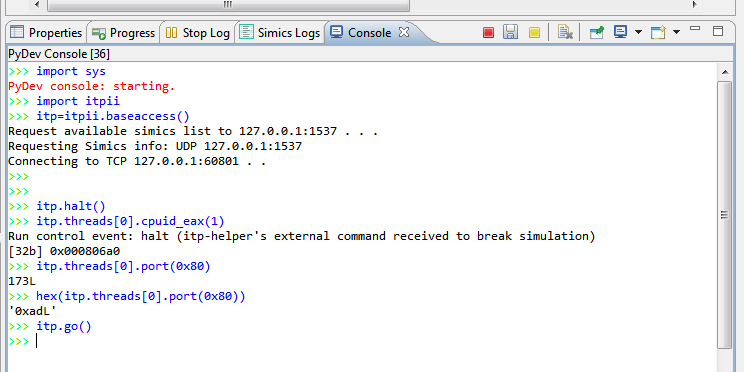 Properties Progress Stop Log Simics Logs Console
PyDev Console [36]
>>> import sys
PyDev console: starting.
>>> import itpii
>>> itp=itpii.baseaccess()
Request available simics list to 127.0.0.1:1537 . . .
Requesting Simics info: UDP 127.0.0.1:1537
Connecting to TCP 127.0.0.1:60801 . .
>>>
>>>
>>> itp.halt()
>>> itp.threads[0].cpuid_eax(1)
Run control event: halt (itp-helper's external command received to break simulation)
[32b] 0x000806a0
>>> itp.threads[0].port(0x80)
173L
>>> hex(itp.threads[0].port(0x80))
'0xadL'
>>> itp.go()
>>>